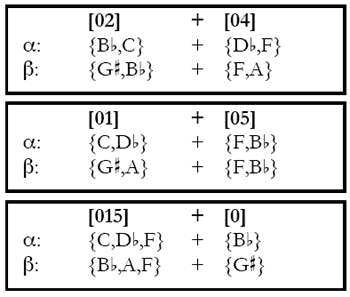 [02] + [04]
α: {B♭,C} + {D♭,F}
β: {G♯,B♭} + {F,A}
[01] + [05]
α: {C,D♭} + {F,B♭}
β: {G♯,A} + {F,B♭}
[015] + [0]
α: {C,D♭,F} + {B♭}
β: {B♭,A,F} + {G♯}